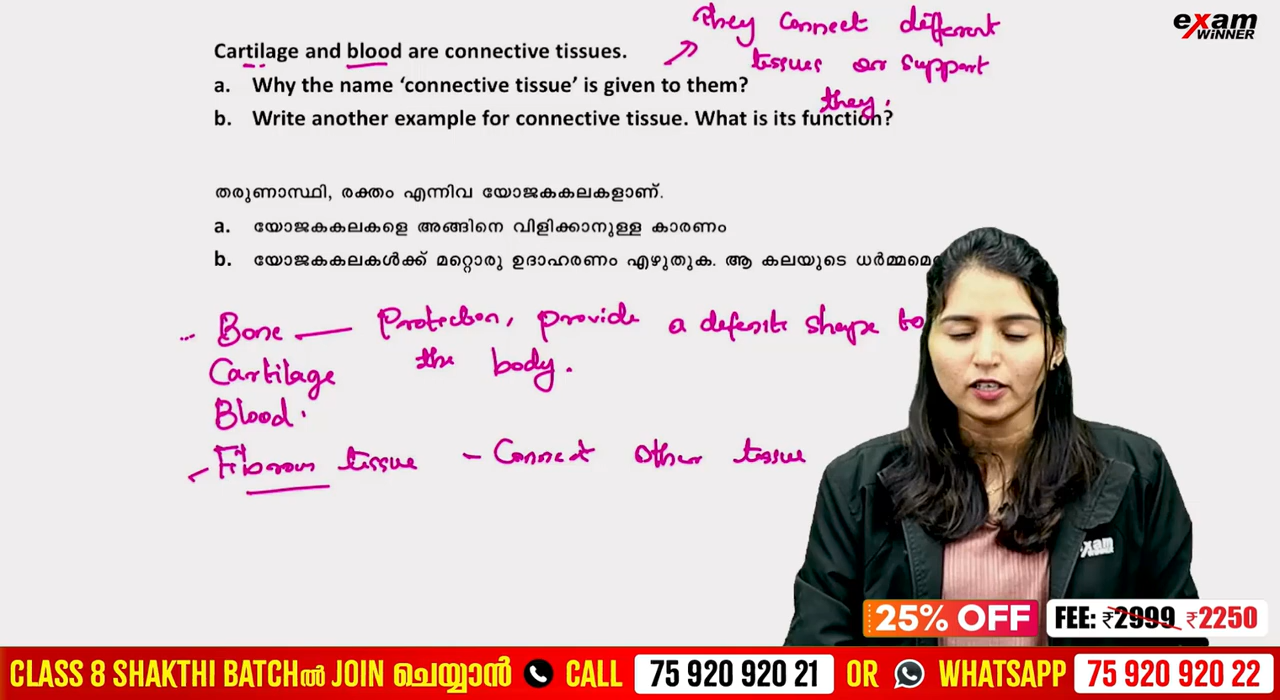 They connect different
tissues or support
they.
exam
WiNNER
Cartilage and blood are connective tissues.
a. Why the name ‘connective tissue’ is given to them?
b. Write another example for connective tissue. What is its function?
തരുണാസ്ഥി, രക്തം എന്നിവ യോജകകലകളാണ്.
a. യോജകകലകളെ അങ്ങിനെ വിളിക്കാനുള്ള കാരണം
b. യോജകകലകൾക്ക് മറ്റൊരു ഉദാഹരണം എഴുതുക. ആ കലയുടെ
Bone — Protection, provide a definite shape to
Cartilage the body.
Blood.
Fibrous tissue - Connect other tissue
exam
25% OFF FEE: ₹2999 ₹2250
CLASS 8 SHAKTHI BATCHൽ JOIN ചെയ്യാൻ CALL 75 920 920 21 OR WHATSAPP 75 920 920 22